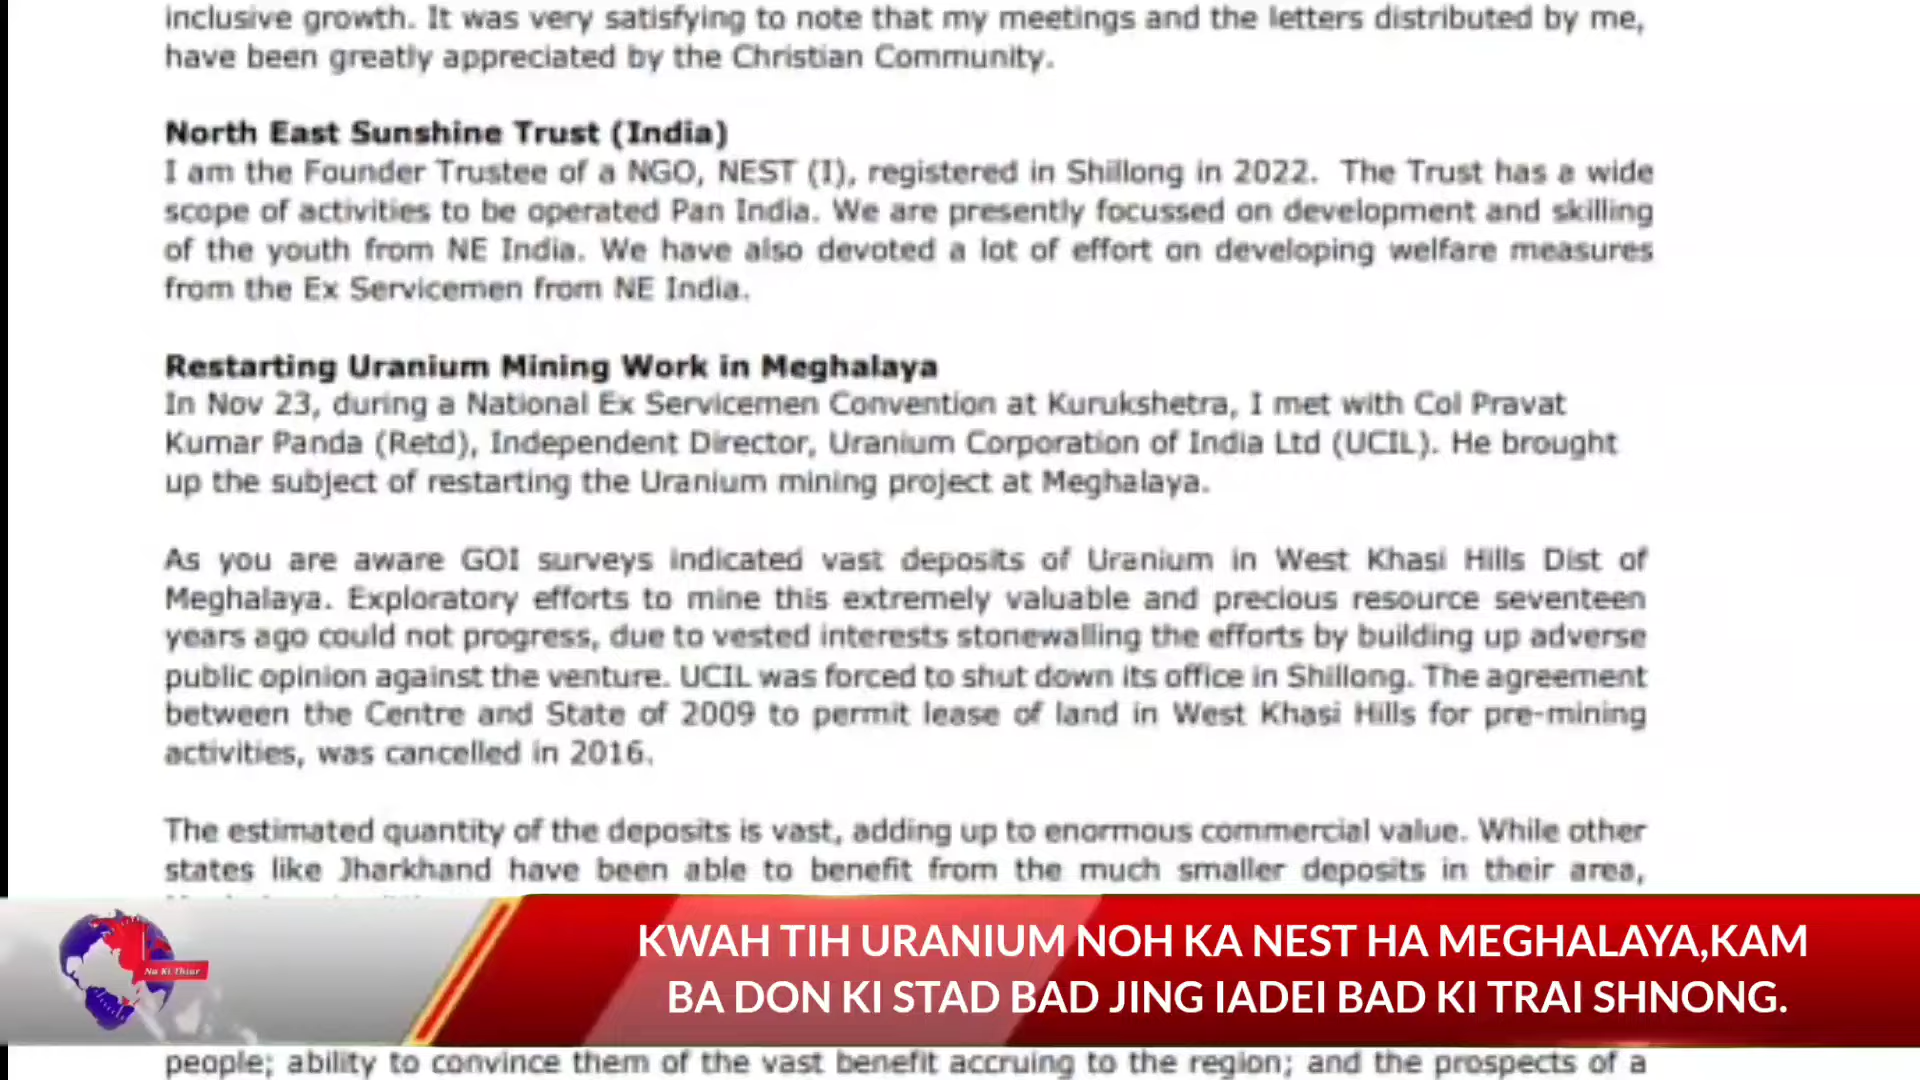 inclusive growth. It was very satisfying to note that my meetings and the letters distributed by me,
have been greatly appreciated by the Christian Community.
North East Sunshine Trust (India)
I am the Founder Trustee of a NGO, NEST (I), registered in Shillong in 2022. The Trust has a wide
scope of activities to be operated Pan India. We are presently focussed on development and skilling
of the youth from NE India. We have also devoted a lot of effort on developing welfare measures
from the Ex Servicemen from NE India.
Restarting Uranium Mining Work in Meghalaya
In Nov 23, during a National Ex Servicemen Convention at Kurukshetra, I met with Col Pravat
Kumar Panda (Retd), Independent Director, Uranium Corporation of India Ltd (UCIL). He brought
up the subject of restarting the Uranium mining project at Meghalaya.
As you are aware GOI surveys indicated vast deposits of Uranium in West Khasi Hills Dist of
Meghalaya. Exploratory efforts to mine this extremely valuable and precious resource seventeen
years ago could not progress, due to vested interests stonewalling the efforts by building up adverse
public opinion against the venture. UCIL was forced to shut down its office in Shillong. The agreement
between the Centre and State of 2009 to permit lease of land in West Khasi Hills for pre-mining
activities, was cancelled in 2016.
The estimated quantity of the deposits is vast, adding up to enormous commercial value. While other
states like Jharkhand have been able to benefit from the much smaller deposits in their area,
Na Ki Thiar
KWAH TIH URANIUM NOH KA NEST HA MEGHALAYA,KAM
BA DON KI STAD BAD JING IADEI BAD KI TRAI SHNONG.
people; ability to convince them of the vast benefit accruing to the region; and the prospects of a